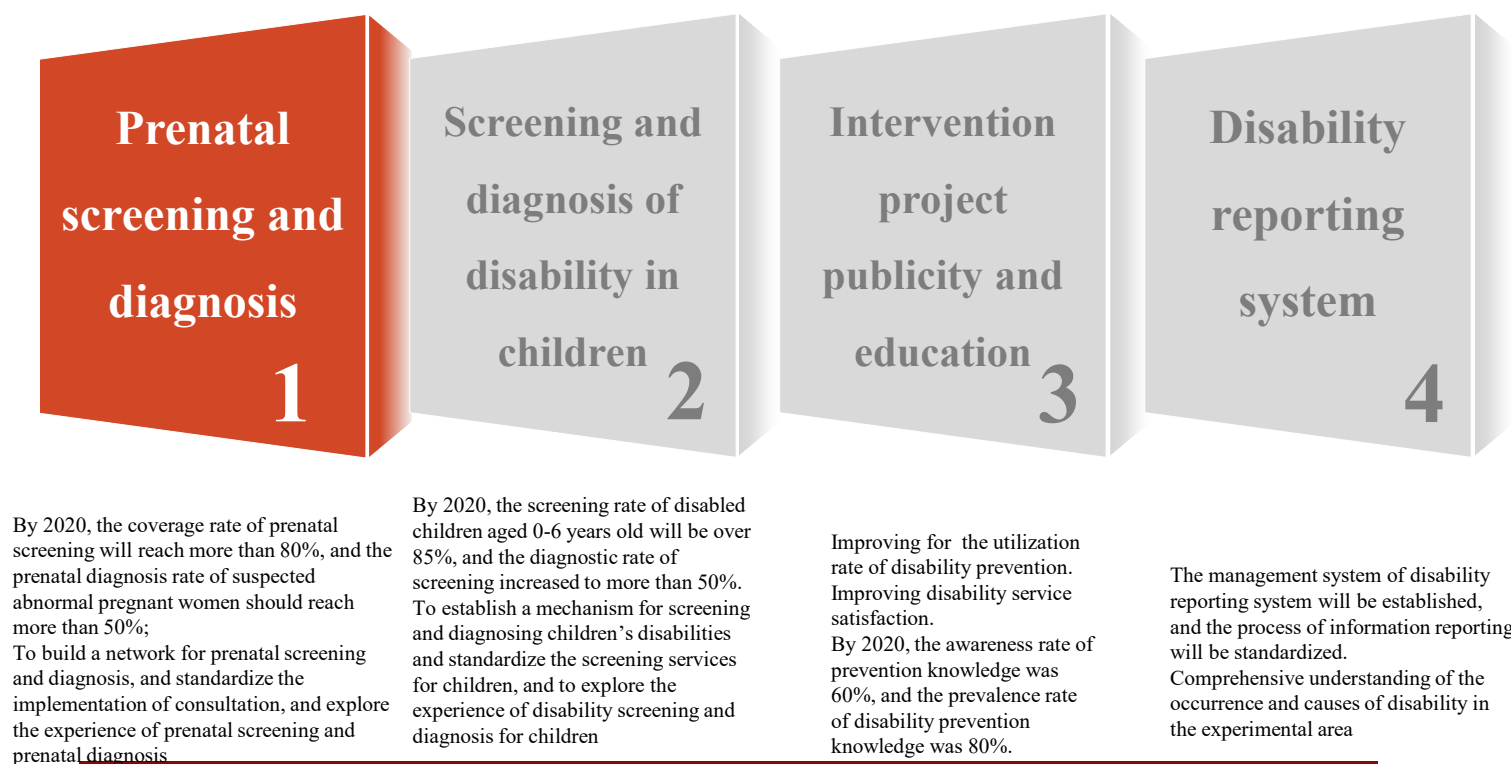 Prenatal
screening and
diagnosis
1
Screening and
diagnosis of
disability in
children
2
Intervention
project
publicity and
education
3
Disability
reporting
system
4
By 2020, the coverage rate of prenatal
screening will reach more than 80%, and the
prenatal diagnosis rate of suspected
abnormal pregnant women should reach
more than 50%;
To build a network for prenatal screening
and diagnosis, and standardize the
implementation of consultation, and explore
the experience of prenatal screening and
prenatal diagnosis
By 2020, the screening rate of disabled
children aged 0-6 years old will be over
85%, and the diagnostic rate of
screening increased to more than 50%.
To establish a mechanism for screening
and diagnosing children’s disabilities
and standardize the screening services
for children, and to explore the
experience of disability screening and
diagnosis for children
Improving for the utilization
rate of disability prevention.
Improving disability service
satisfaction.
By 2020, the awareness rate of
prevention knowledge was
60%, and the prevalence rate
of disability prevention
knowledge was 80%.
The management system of disability
reporting system will be established,
and the process of information reporting
will be standardized.
Comprehensive understanding of the
occurrence and causes of disability in
the experimental area